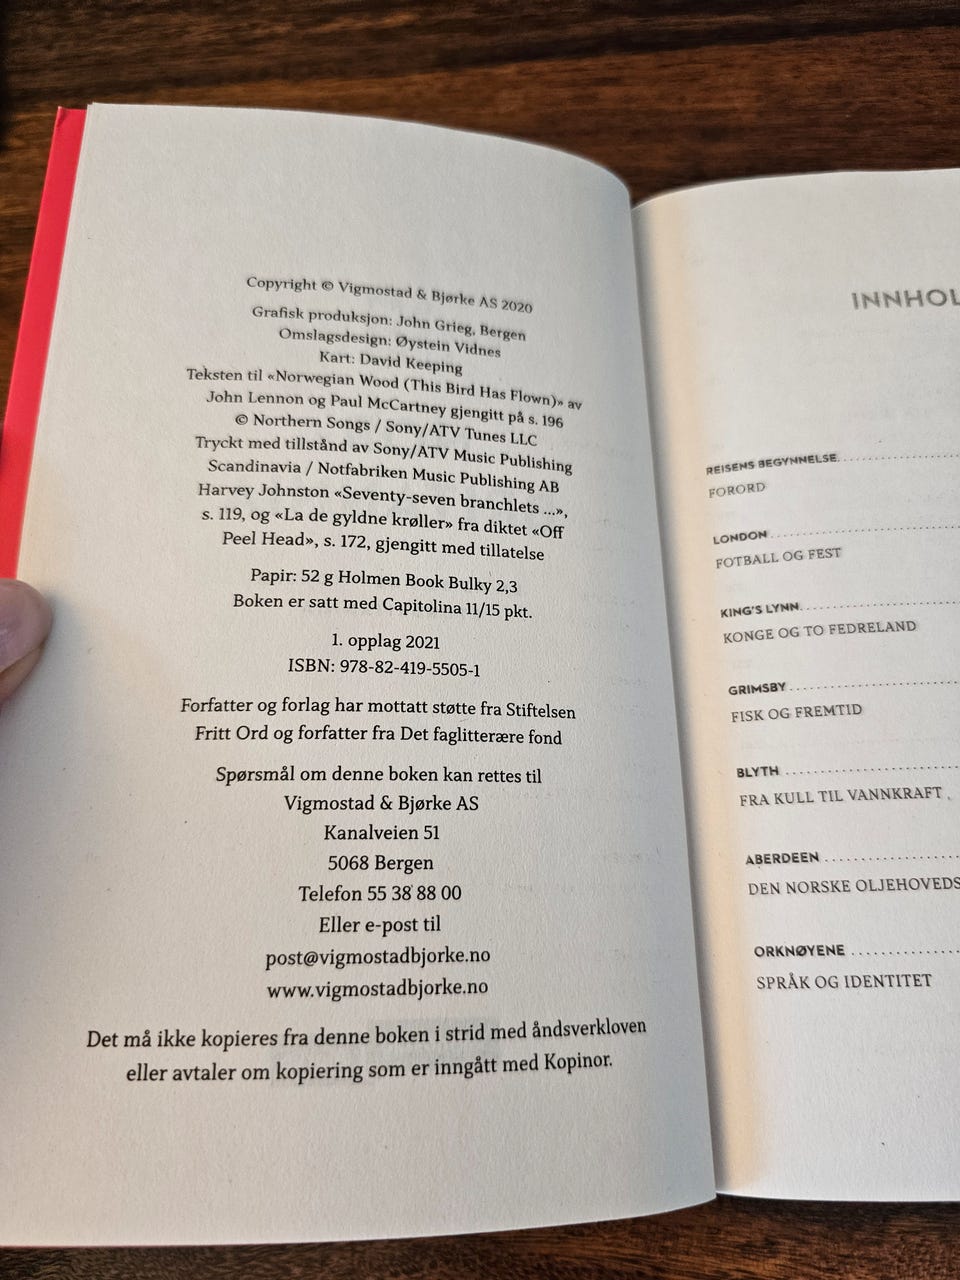 Copyright © Vigmostad & Bjørke AS 2020
Grafisk produksjon: John Grieg, Bergen
Omslagsdesign: Øystein Vidnes
Kart: David Keeping
Teksten til «Norwegian Wood (This Bird Has Flown)» av
John Lennon og Paul McCartney gjengitt på s. 196
© Northern Songs / Sony/ATV Tunes LLC
Tryckt med tillstånd av Sony/ATV Music Publishing
Scandinavia / Notfabriken Music Publishing AB
Harvey Johnston «Seventy-seven branchlets ...»,
s. 119, og «La de gyldne krøller» fra diktet «Off
Peel Head», s. 172, gjengitt med tillatelse
Papir: 52 g Holmen Book Bulky 2,3
Boken er satt med Capitolina 11/15 pkt.
1. opplag 2021
ISBN: 978-82-419-5505-1
Forfatter og forlag har mottatt støtte fra Stiftelsen
Fritt Ord og forfatter fra Det faglitterære fond
Spørsmål om denne boken kan rettes til
Vigmostad & Bjørke AS
Kanalveien 51
5068 Bergen
Telefon 55 38 88 00
Eller e-post til
post@vigmostadbjorke.no
www.vigmostadbjorke.no
Det må ikke kopieres fra denne boken i strid med åndsverkloven
eller avtaler om kopiering som er inngått med Kopinor.
INNHOL
REISENS BEGYNNELSE
FORORD
LONDON
FOTBALL OG FEST
KING'S LYNN
KONGE OG TO FEDRELAND
GRIMSBY
FISK OG FREMTID
BLYTH
FRA KULL TIL VANNKRAFT
ABERDEEN
DEN NORSKE OLJEHOVEDS
ORKNØYENE
SPRÅK OG IDENTITET